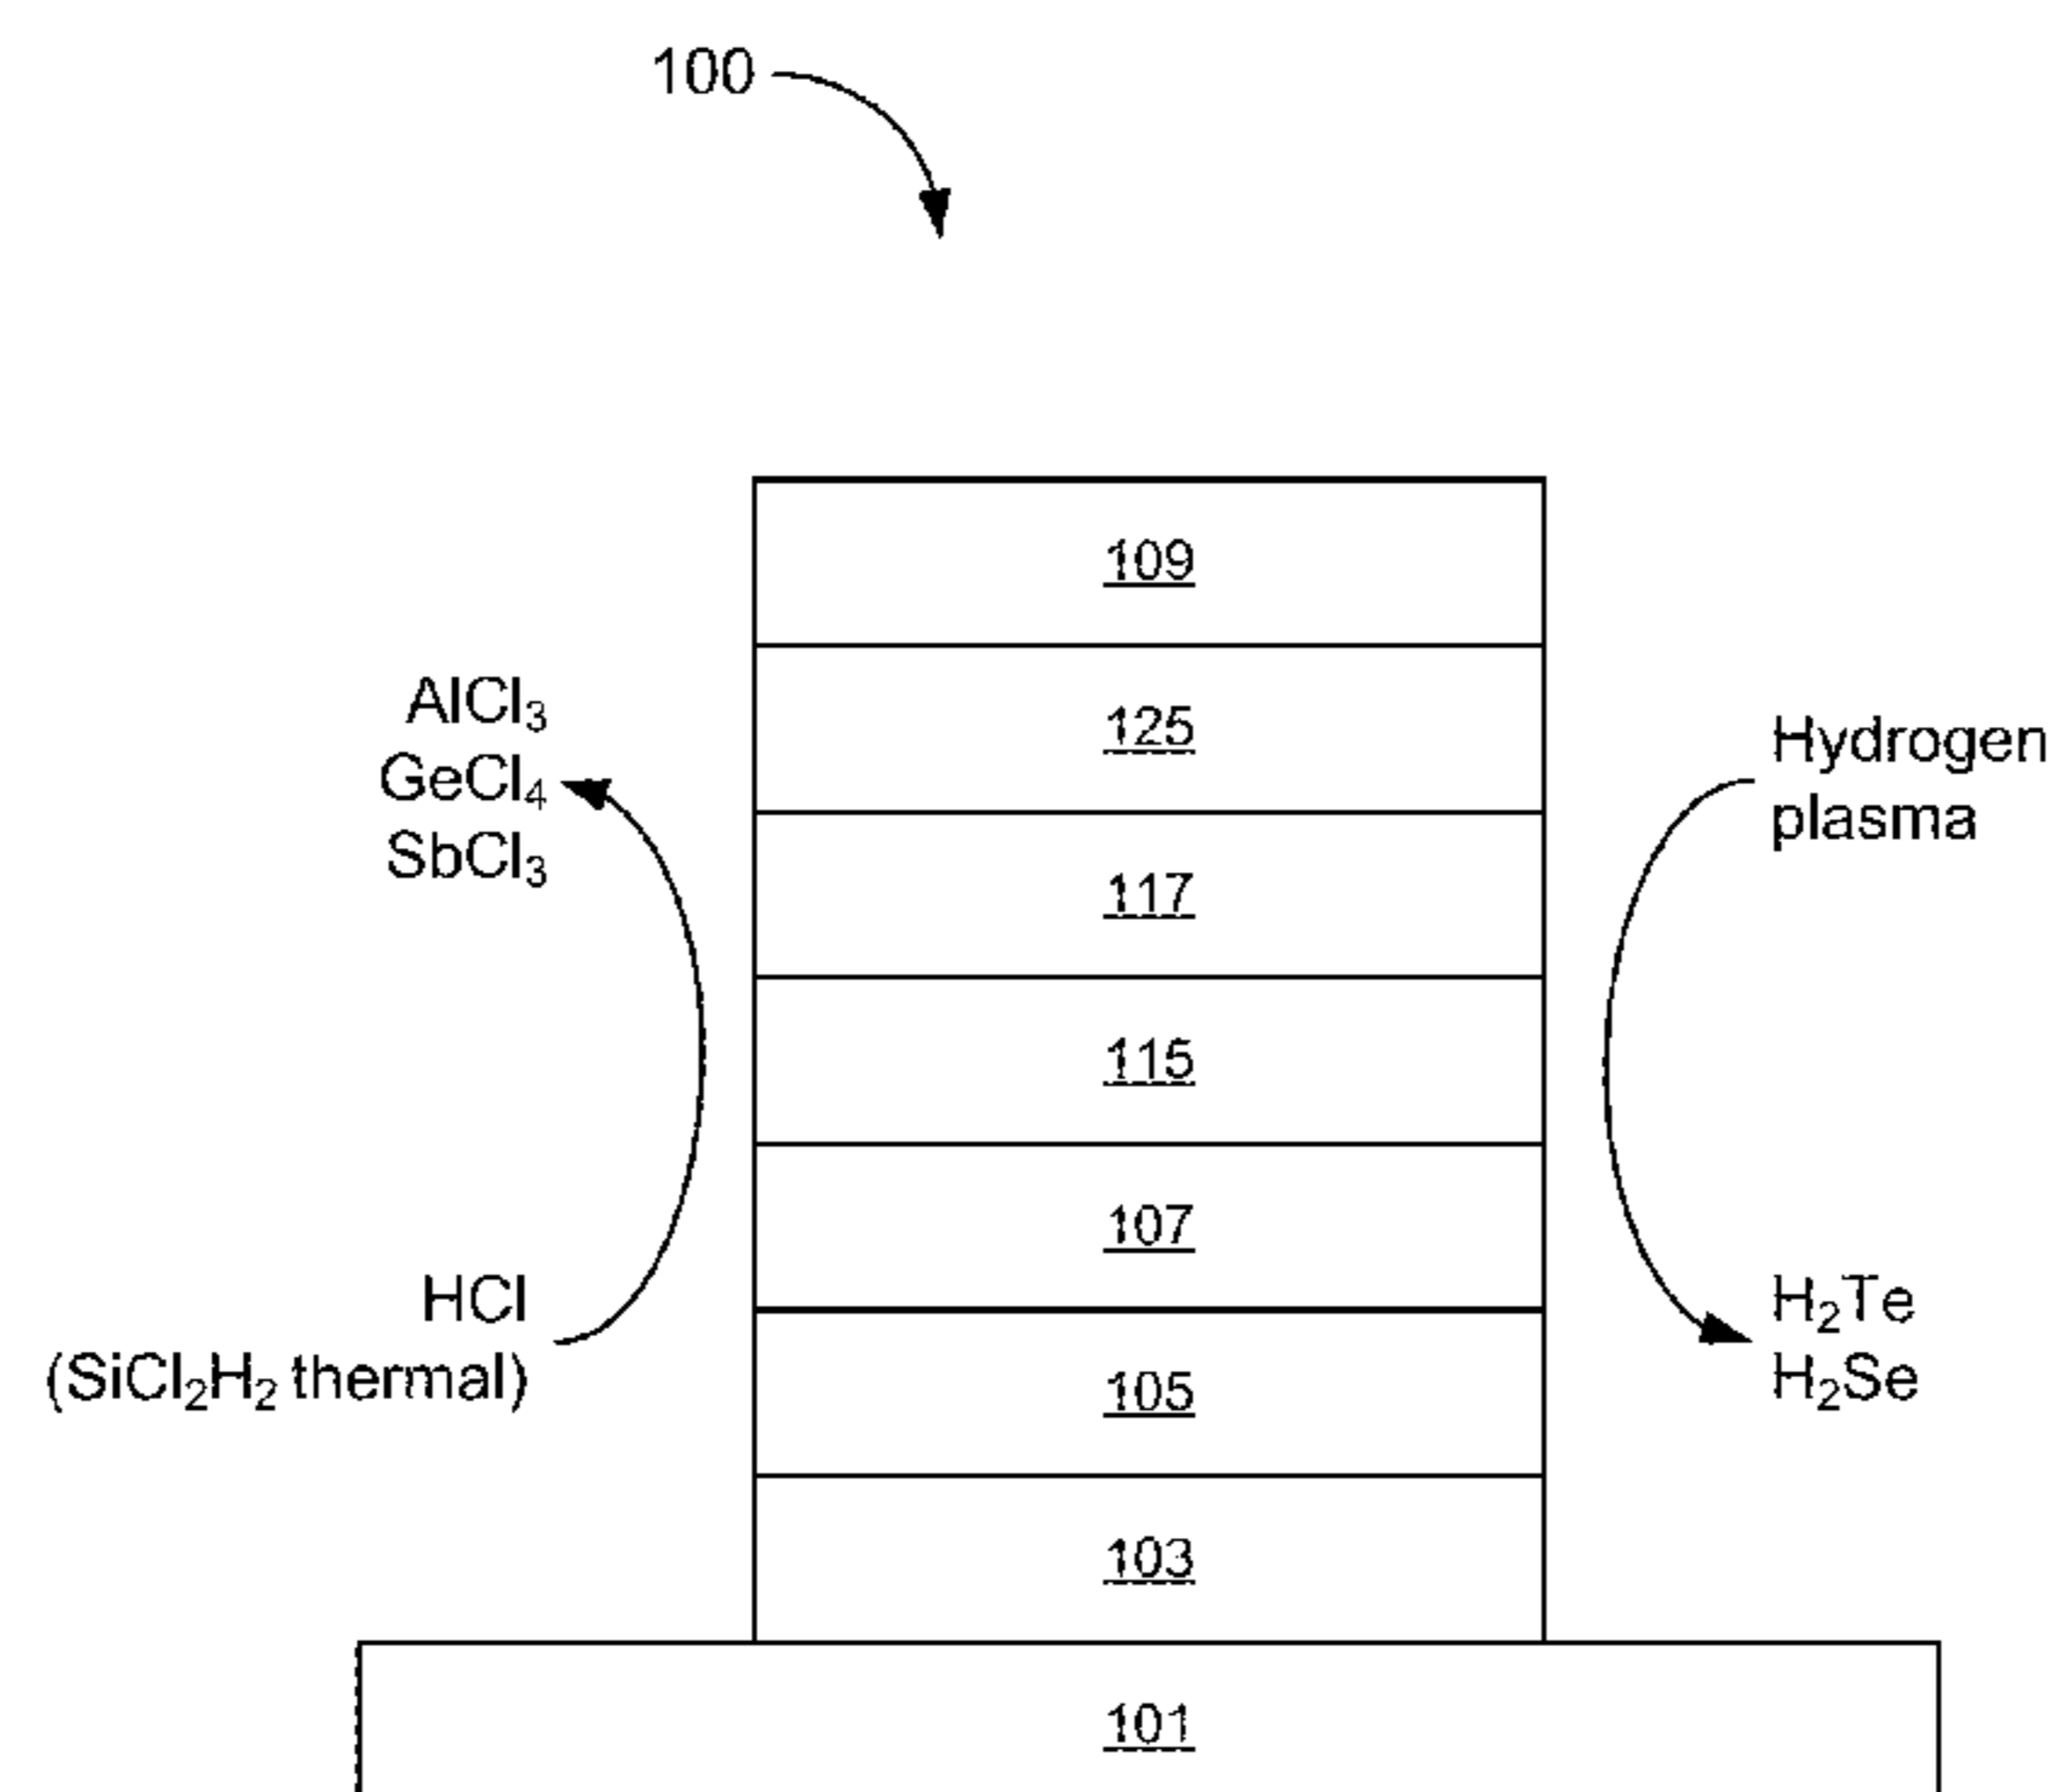 100
109
AlCl₃
GeCl₄
SbCl₃
125
Hydrogen
plasma
117
115
107
HCl
(SiCl₂H₂ thermal)
H₂Te
H₂Se
105
103
101